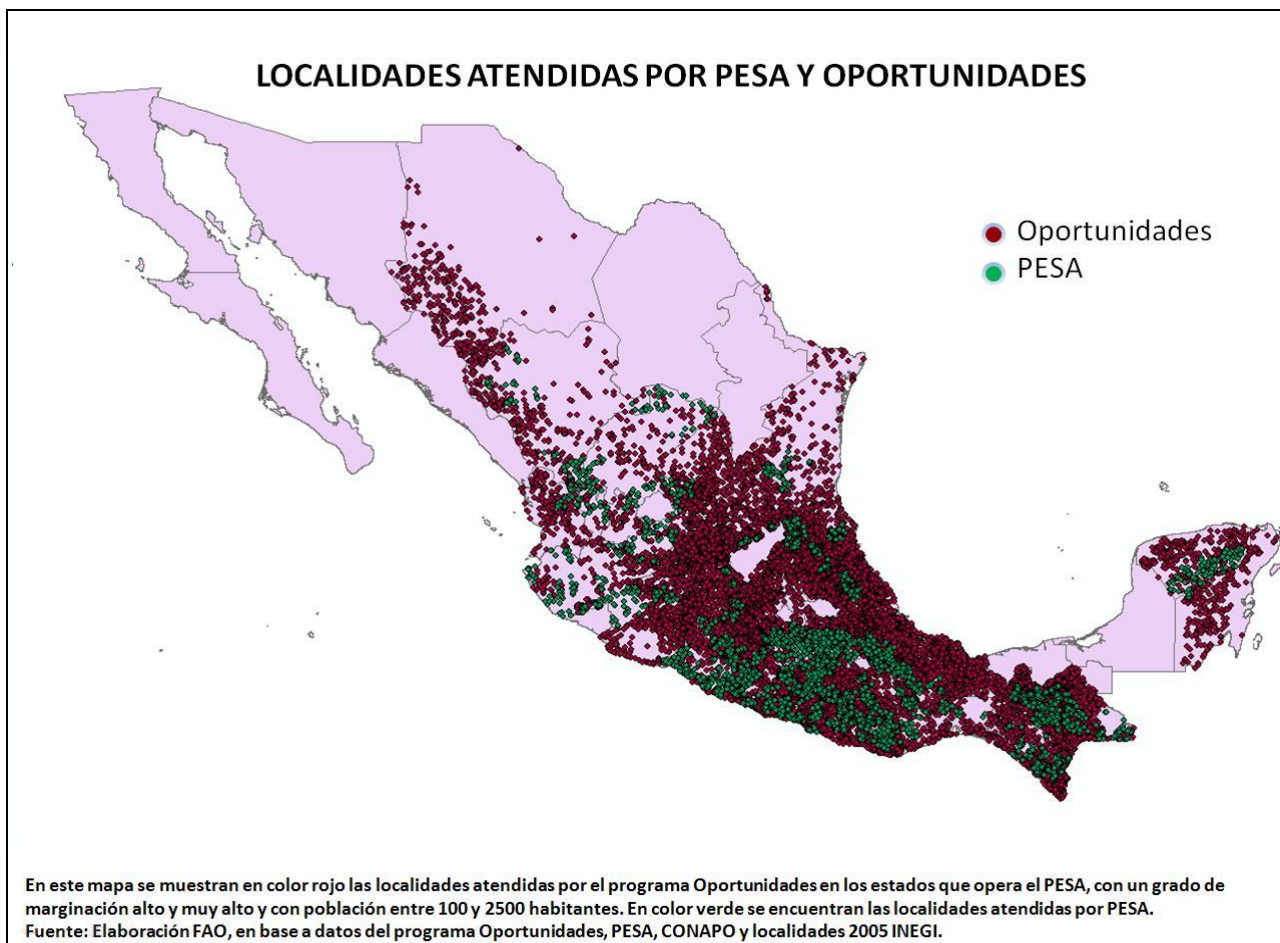 LOCALIDADES ATENDIDAS POR PESA Y OPORTUNIDADES
Oportunidades
PESA
En este mapa se muestran en color rojo las localidades atendidas por el programa Oportunidades en los estados que opera el PESA, con un grado de
marginación alto y muy alto y con población entre 100 y 2500 habitantes. En color verde se encuentran las localidades atendidas por PESA.
Fuente: Elaboración FAO, en base a datos del programa Oportunidades, PESA, CONAPO y localidades 2005 INEGI.